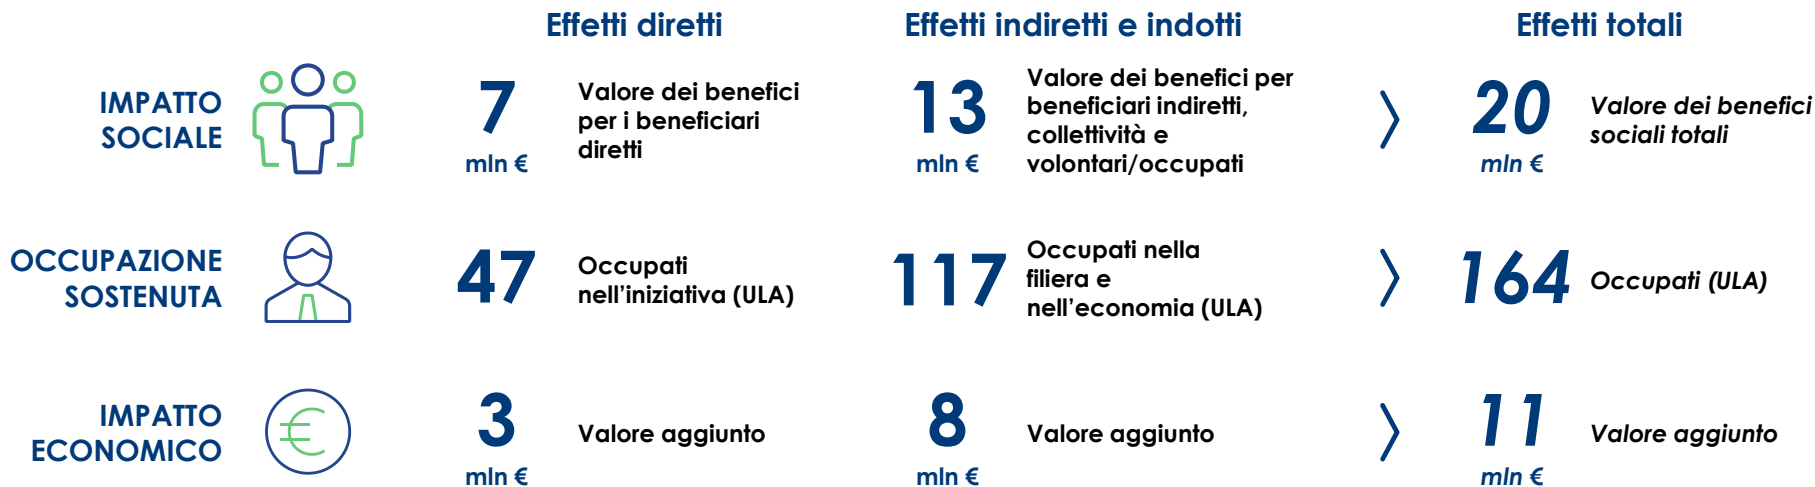 Effetti diretti
Effetti indiretti e indotti
Effetti totali
IMPATTO
SOCIALE
7
mln €
Valore dei benefici
per i beneficiari
diretti
13
mln €
Valore dei benefici per
beneficiari indiretti,
collettività e
volontari/occupati
20
mln €
Valore dei benefici
sociali totali
OCCUPAZIONE
SOSTENUTA
47
Occupati
nell'iniziativa (ULA)
117
Occupati nella
filiera e
nell'economia (ULA)
164
Occupati (ULA)
IMPATTO
ECONOMICO
€
3
mln €
Valore aggiunto
8
mln €
Valore aggiunto
11
mln €
Valore aggiunto